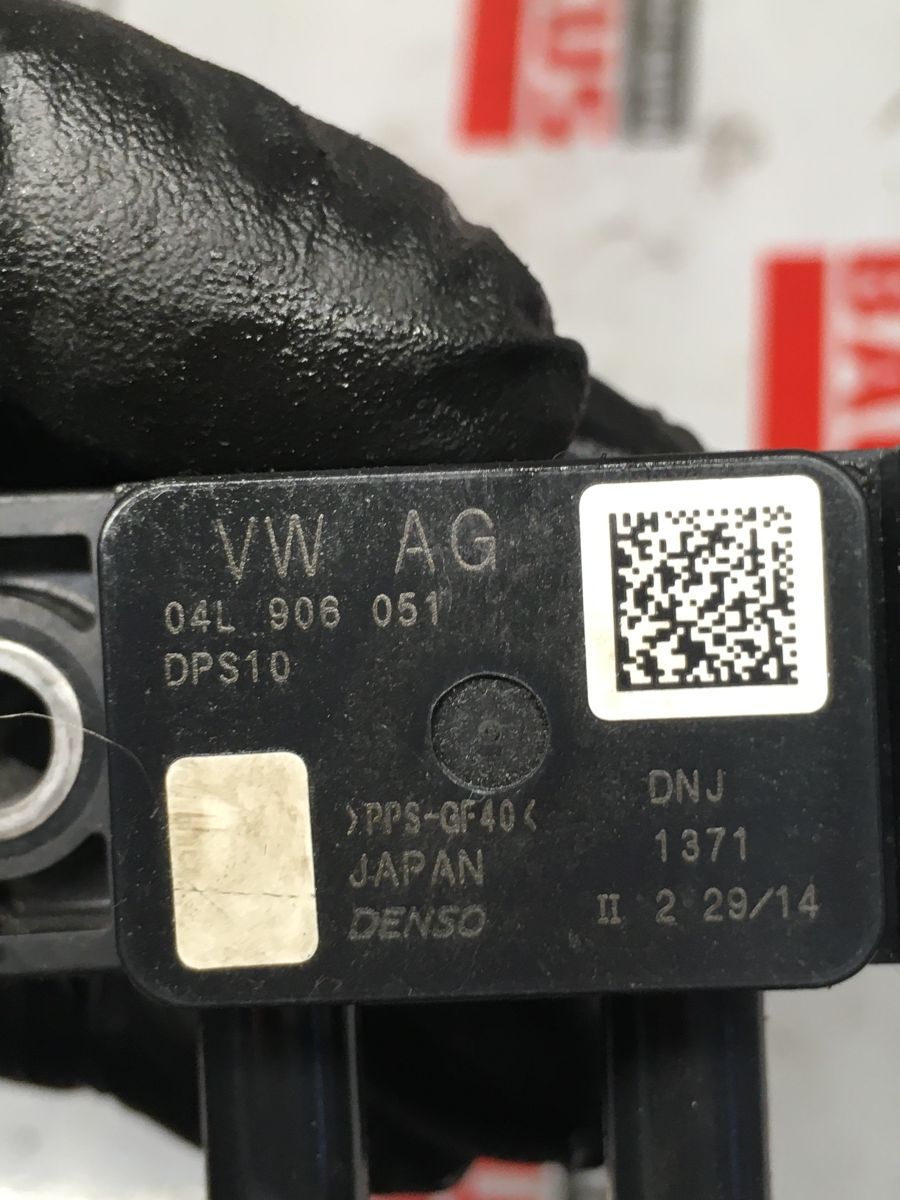 VW AG
04L 906 051
DPS10
DNJ
>PPS-GF40<
1371
JAPAN
II 2 29/14
DENSO